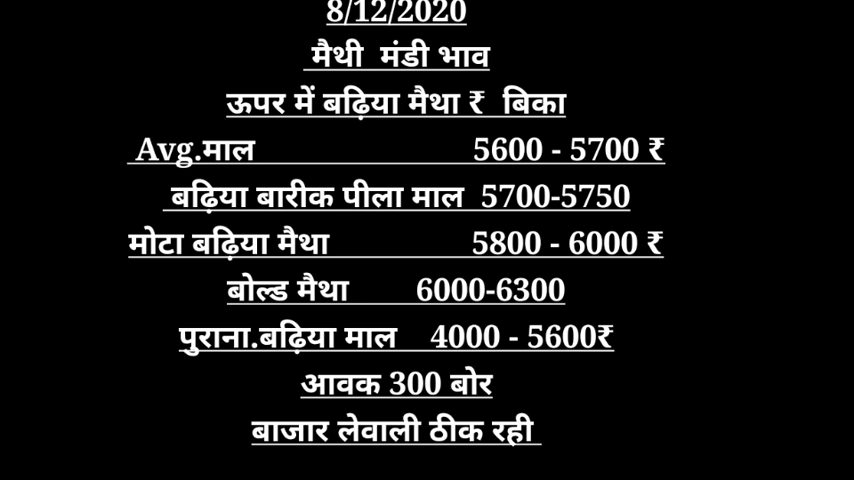 8/12/2020
मैथी मंडी भाव
ऊपर में बढ़िया मैथा ₹ बिका
Avg.माल 5600 - 5700 ₹
बढ़िया बारीक पीला माल 5700-5750
मोटा बढ़िया मैथा 5800 - 6000 ₹
बोल्ड मैथा 6000-6300
पुराना.बढ़िया माल 4000 - 5600₹
आवक 300 बोर
बाजार लेवाली ठीक रही